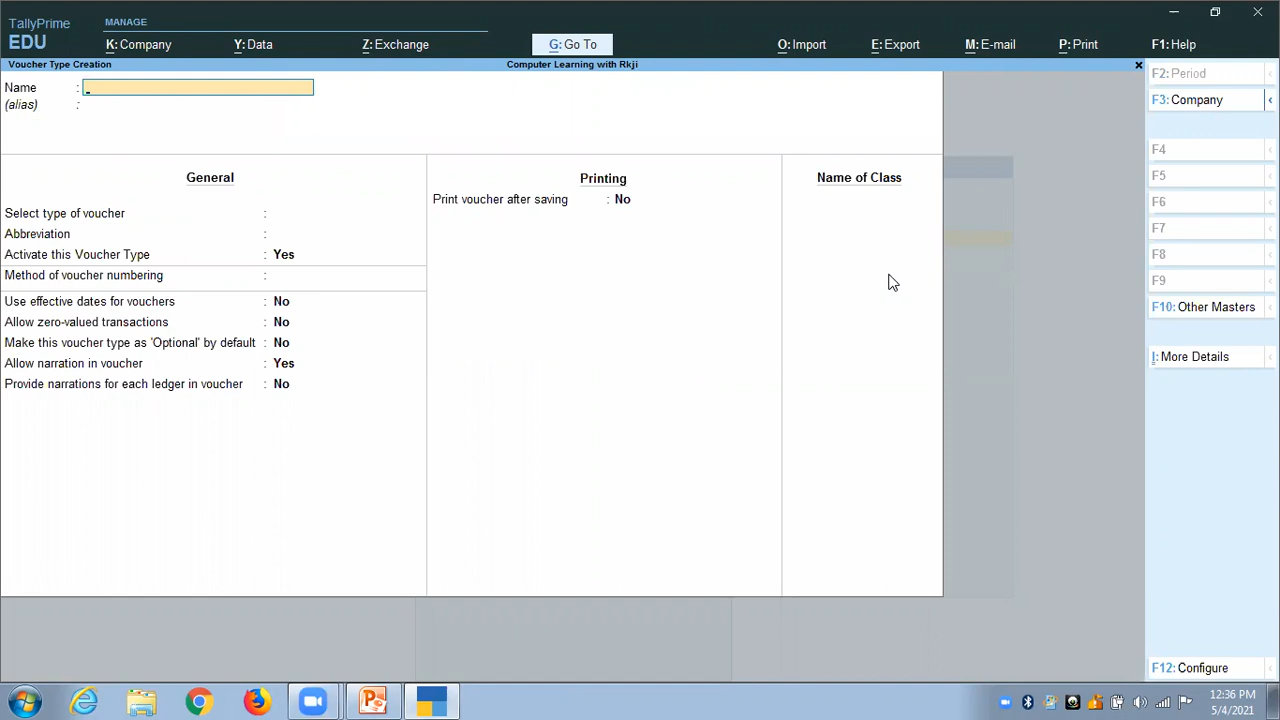 TallyPrime
EDU
MANAGE
K: Company
Y: Data
Z: Exchange
G: Go To
O: Import
E: Export
M: E-mail
P: Print
F1: Help
Voucher Type Creation
Computer Learning with Rkji
Name :
(alias) :
General
Select type of voucher :
Abbreviation :
Activate this Voucher Type : Yes
Method of voucher numbering :
Use effective dates for vouchers : No
Allow zero-valued transactions : No
Make this voucher type as 'Optional' by default : No
Allow narration in voucher : Yes
Provide narrations for each ledger in voucher : No
Printing
Print voucher after saving : No
Name of Class
F2: Period
F3: Company
F4
F5
F6
F7
F8
F9
F10: Other Masters
I: More Details
F12: Configure
12:36 PM
5/4/2021